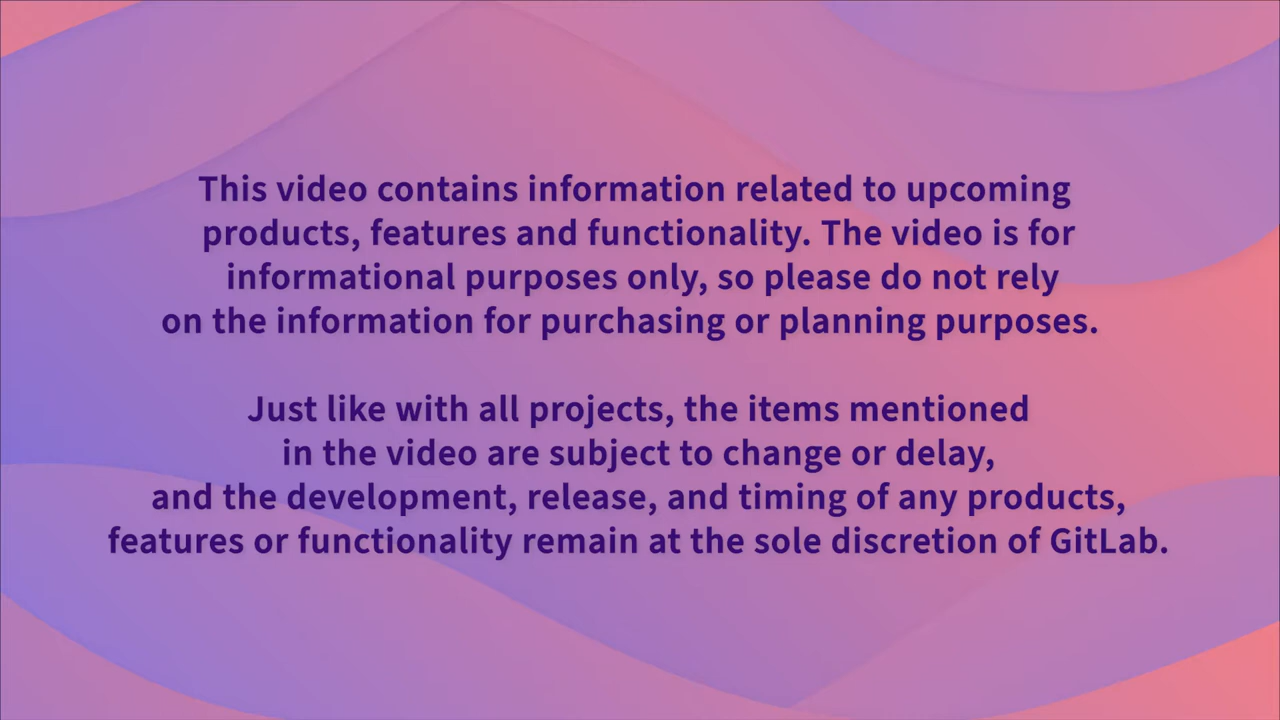 This video contains information related to upcoming
products, features and functionality. The video is for
informational purposes only, so please do not rely
on the information for purchasing or planning purposes.
Just like with all projects, the items mentioned
in the video are subject to change or delay,
and the development, release, and timing of any products,
features or functionality remain at the sole discretion of GitLab.